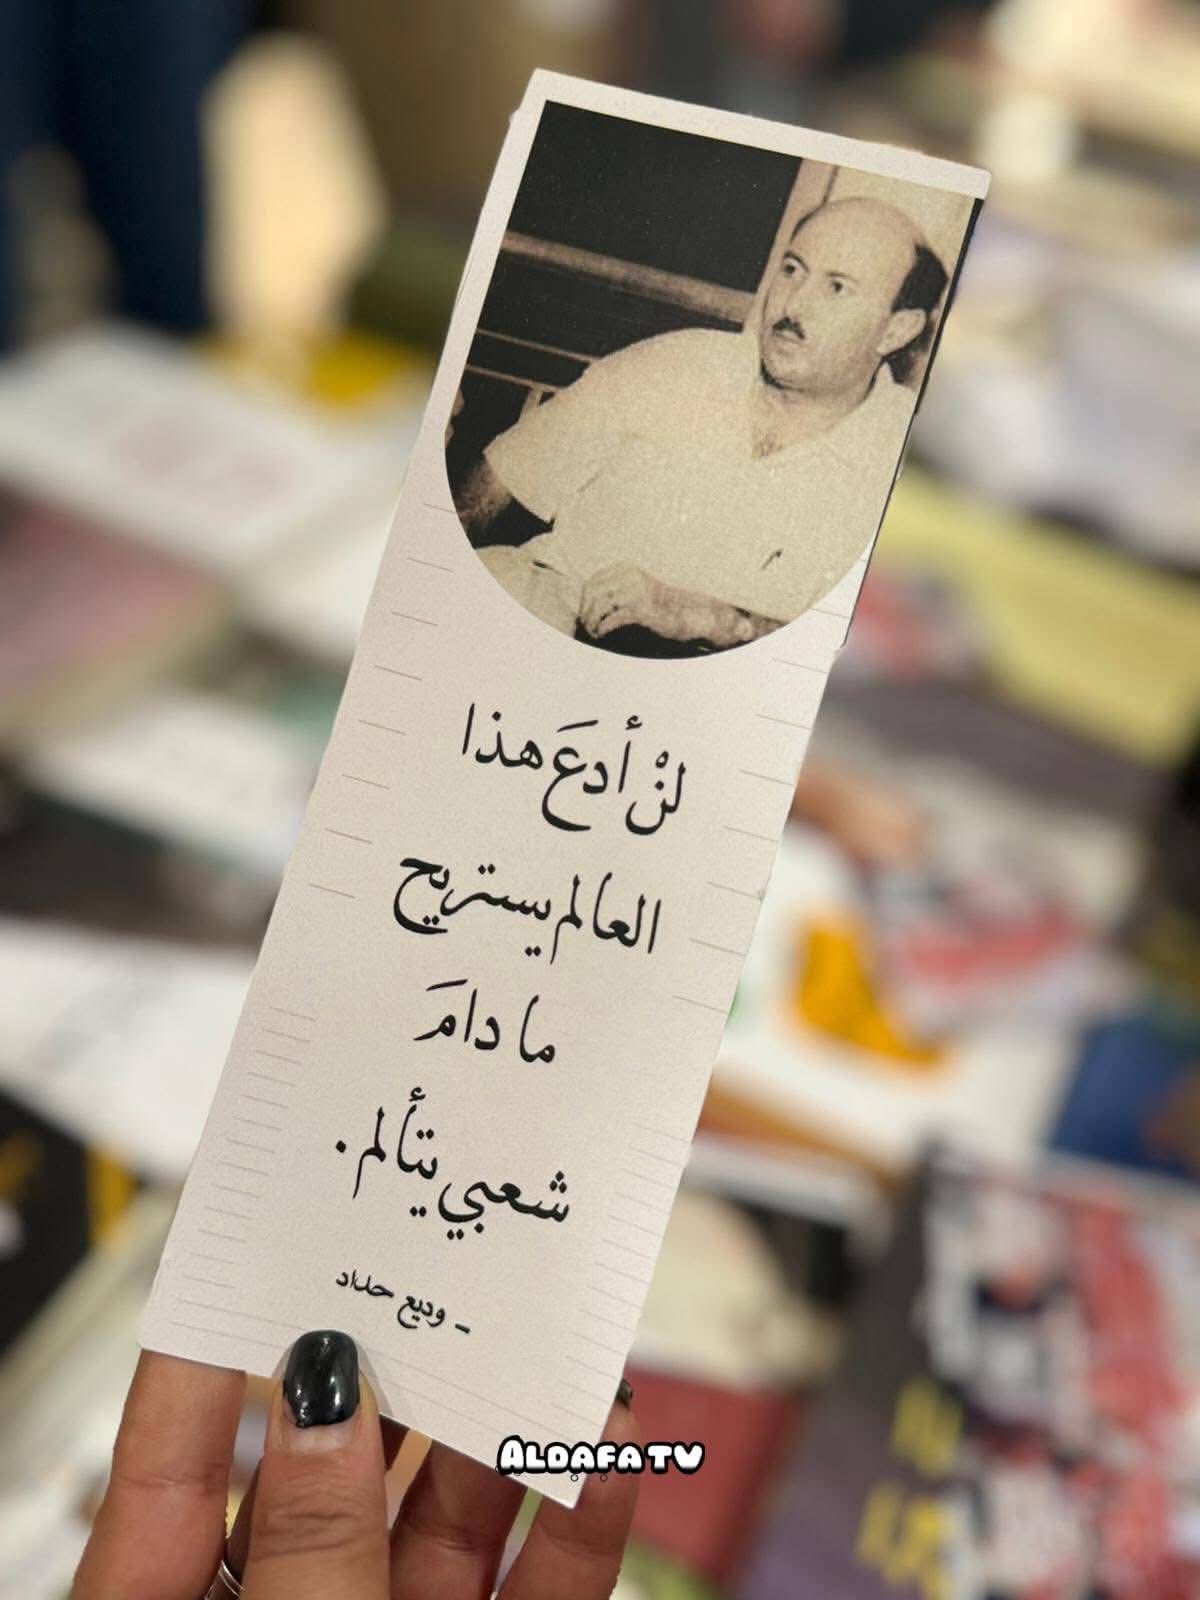 لنْ أدعَ هذا
العالم يستريح
ما دامَ
شعبي يتألم.
ـ وديع حداد
ALDAFATV